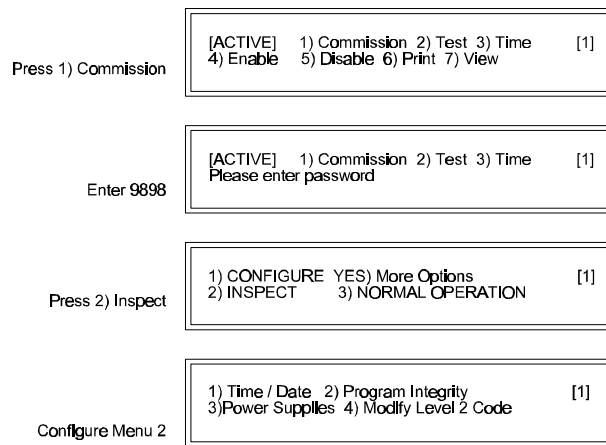 [ACTIVE] 1) Commission 2) Test 3) Time [1]
4) Enable 5) Disable 6) Print 7) View
Press 1) Commission
[ACTIVE] 1) Commission 2) Test 3) Time [1]
Please enter password
Enter 9898
1) CONFIGURE YES) More Options [1]
2) INSPECT 3) NORMAL OPERATION
Press 2) Inspect
1) Time / Date 2) Program Integrity [1]
3)Power Supplies 4) Modify Level 2 Code
Configure Menu 2